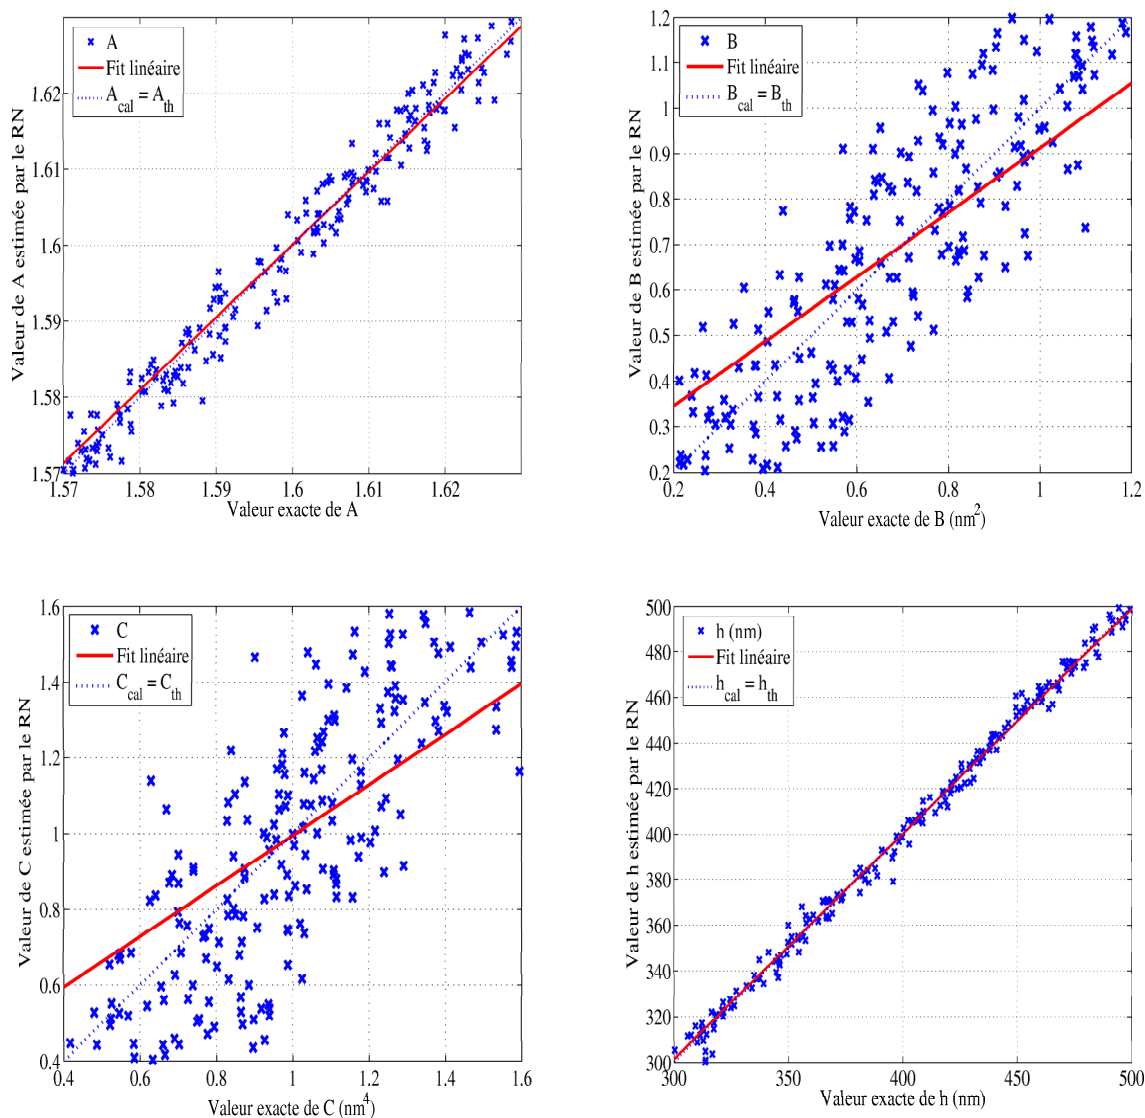 A
Fit linéaire
A_cal = A_th
Valeur de A estimée par le RN
1.62
1.61
1.6
1.59
1.58
1.57
1.57 1.58 1.59 1.6 1.61 1.62
Valeur exacte de A
B
Fit linéaire
B_cal = B_th
Valeur de B estimée par le RN
1.2
1.1
1
0.9
0.8
0.7
0.6
0.5
0.4
0.3
0.2
0.2 0.4 0.6 0.8 1 1.2
Valeur exacte de B (nm²)
C
Fit linéaire
C_cal = C_th
Valeur de C estimée par le RN
1.6
1.4
1.2
1
0.8
0.6
0.4
0.4 0.6 0.8 1 1.2 1.4 1.6
Valeur exacte de C (nm⁴)
h (nm)
Fit linéaire
h_cal = h_th
Valeur de h estimée par le RN
500
480
460
440
420
400
380
360
340
320
300
300 350 400 450 500
Valeur exacte de h (nm)